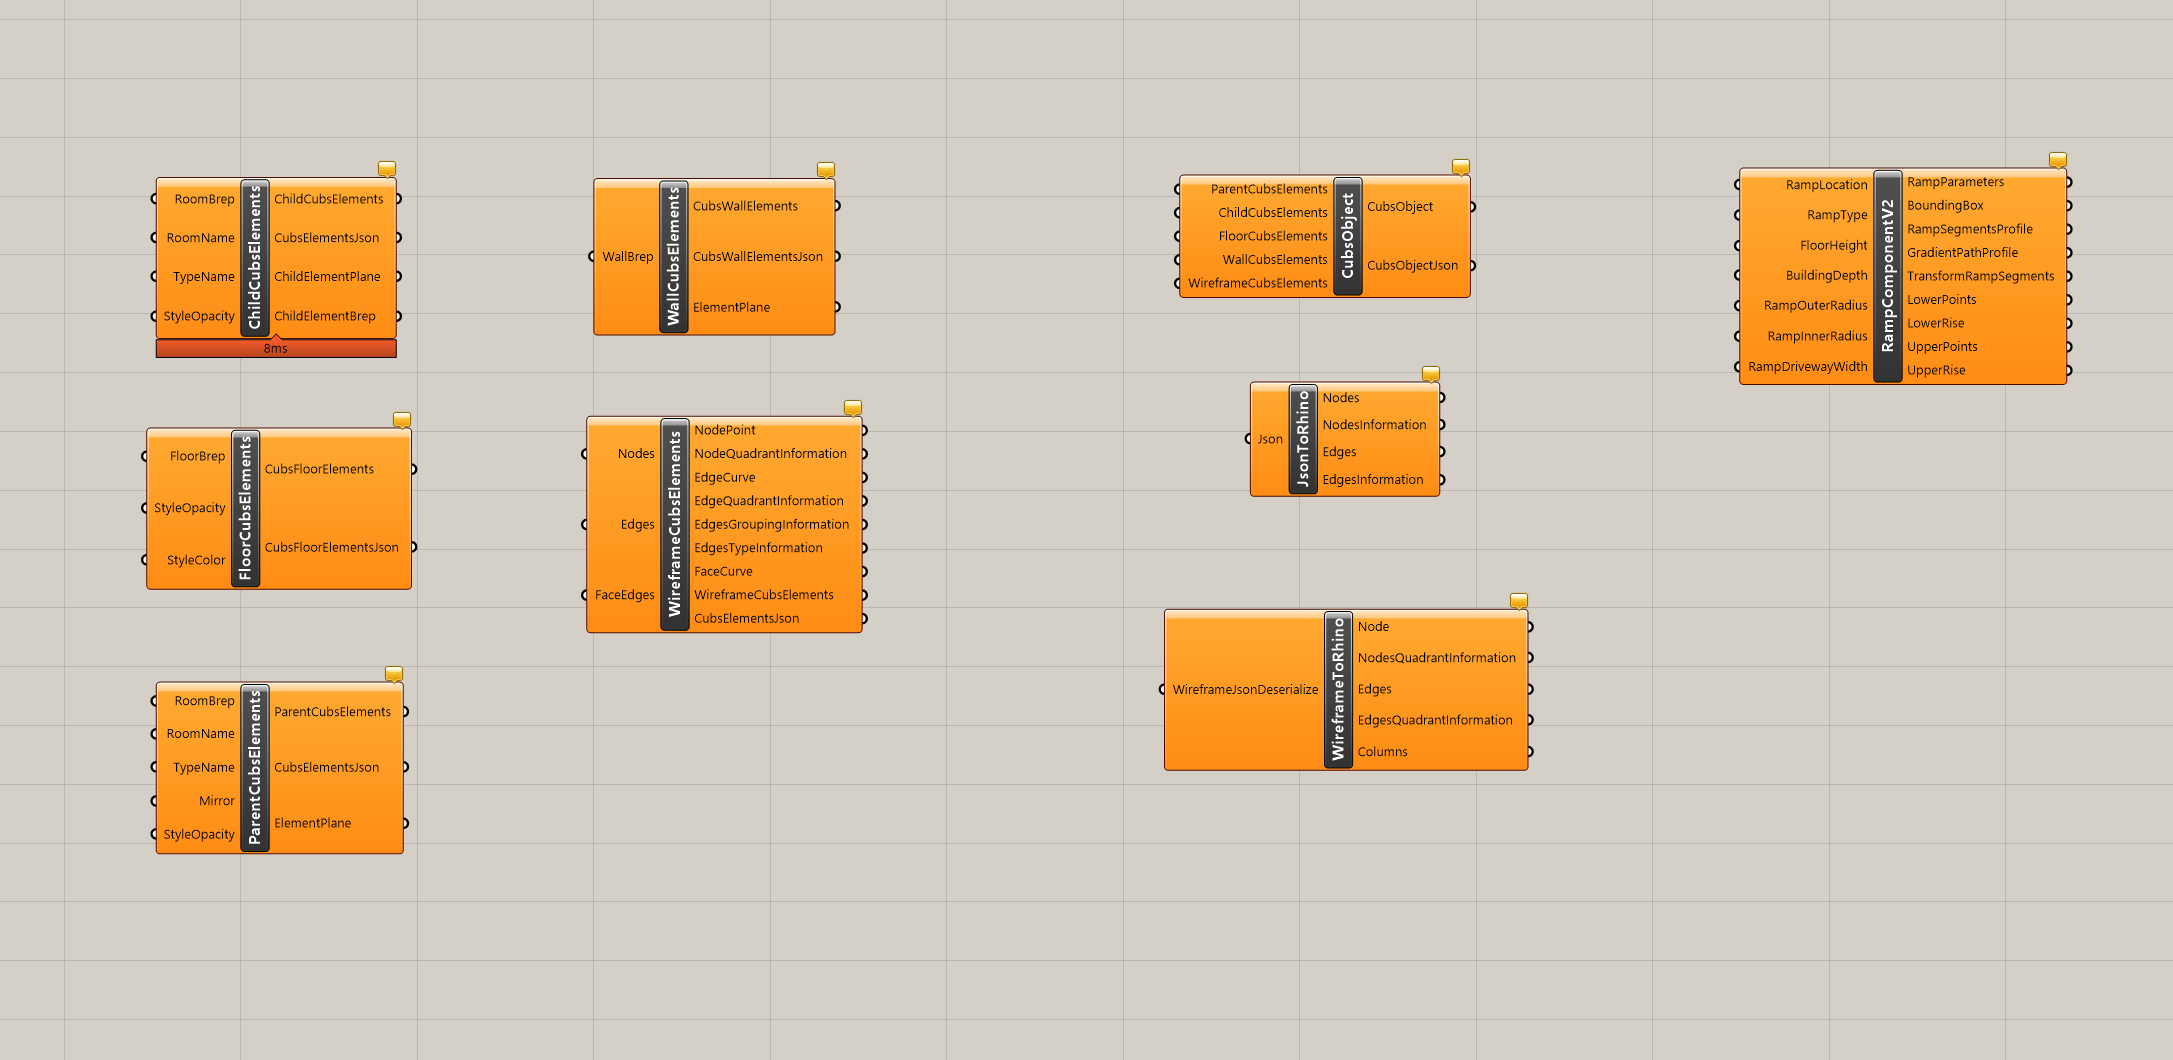 RoomBrep
RoomName
TypeName
StyleOpacity
ChildCubsElements
ChildCubsElements
CubsElementsJson
ChildElementPlane
ChildElementBrep
8ms
WallBrep
WallCubsElements
CubsWallElements
CubsWallElementsJson
ElementPlane
ParentCubsElements
ChildCubsElements
FloorCubsElements
WallCubsElements
WireframeCubsElements
CubsObject
CubsObject
CubsObjectJson
RampLocation
RampType
FloorHeight
BuildingDepth
RampOuterRadius
RampInnerRadius
RampDrivewayWidth
RampComponentV2
RampParameters
BoundingBox
RampSegmentsProfile
GradientPathProfile
TransformRampSegments
LowerPoints
LowerRise
UpperPoints
UpperRise
FloorBrep
StyleOpacity
StyleColor
FloorCubsElements
CubsFloorElements
CubsFloorElementsJson
Nodes
Edges
FaceEdges
WireframeCubsElements
NodePoint
NodeQuadrantInformation
EdgeCurve
EdgeQuadrantInformation
EdgesGroupingInformation
EdgesTypeInformation
FaceCurve
WireframeCubsElements
CubsElementsJson
Json
JsonToRhino
Nodes
NodesInformation
Edges
EdgesInformation
RoomBrep
RoomName
TypeName
Mirror
StyleOpacity
ParentCubsElements
ParentCubsElements
CubsElementsJson
ElementPlane
WireframeJsonDeserialize
WireframeToRhino
Node
NodesQuadrantInformation
Edges
EdgesQuadrantInformation
Columns